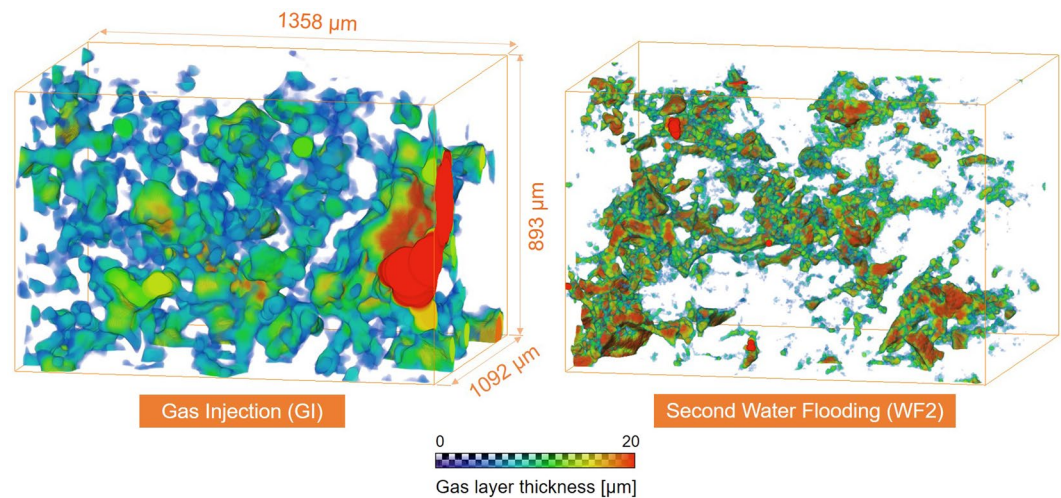 1358 µm
893 µm
1092 µm
Gas Injection (GI)
Second Water Flooding (WF2)
0 20
Gas layer thickness [µm]